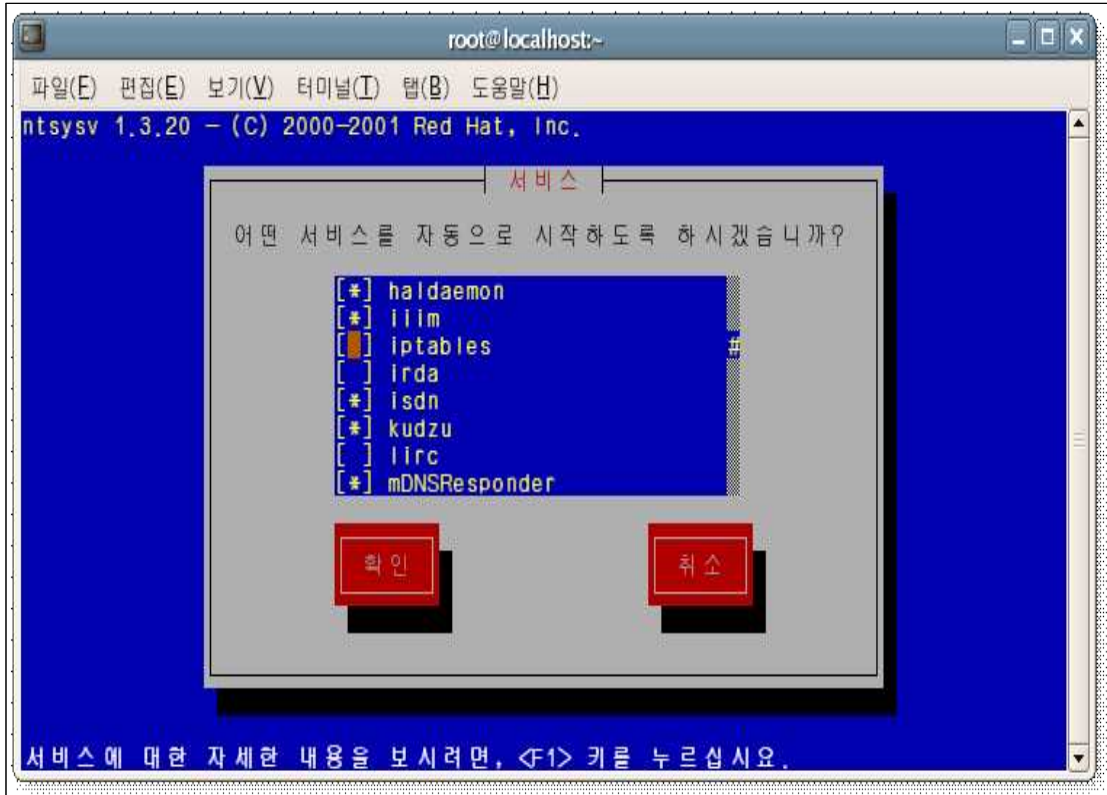 root@localhost:~
파일(F) 편집(E) 보기(V) 터미널(T) 탭(B) 도움말(H)
ntsysv 1.3.20 - (C) 2000-2001 Red Hat, Inc.
서비스
어떤 서비스를 자동으로 시작하도록 하시겠습니까?
[*] haldaemon
[*] iiim
[ ] iptables #
[ ] irda
[*] isdn
[*] kudzu
[ ] lirc
[*] mDNSResponder
확인 취소
서비스에 대한 자세한 내용을 보시려면, <F1> 키를 누르십시요.